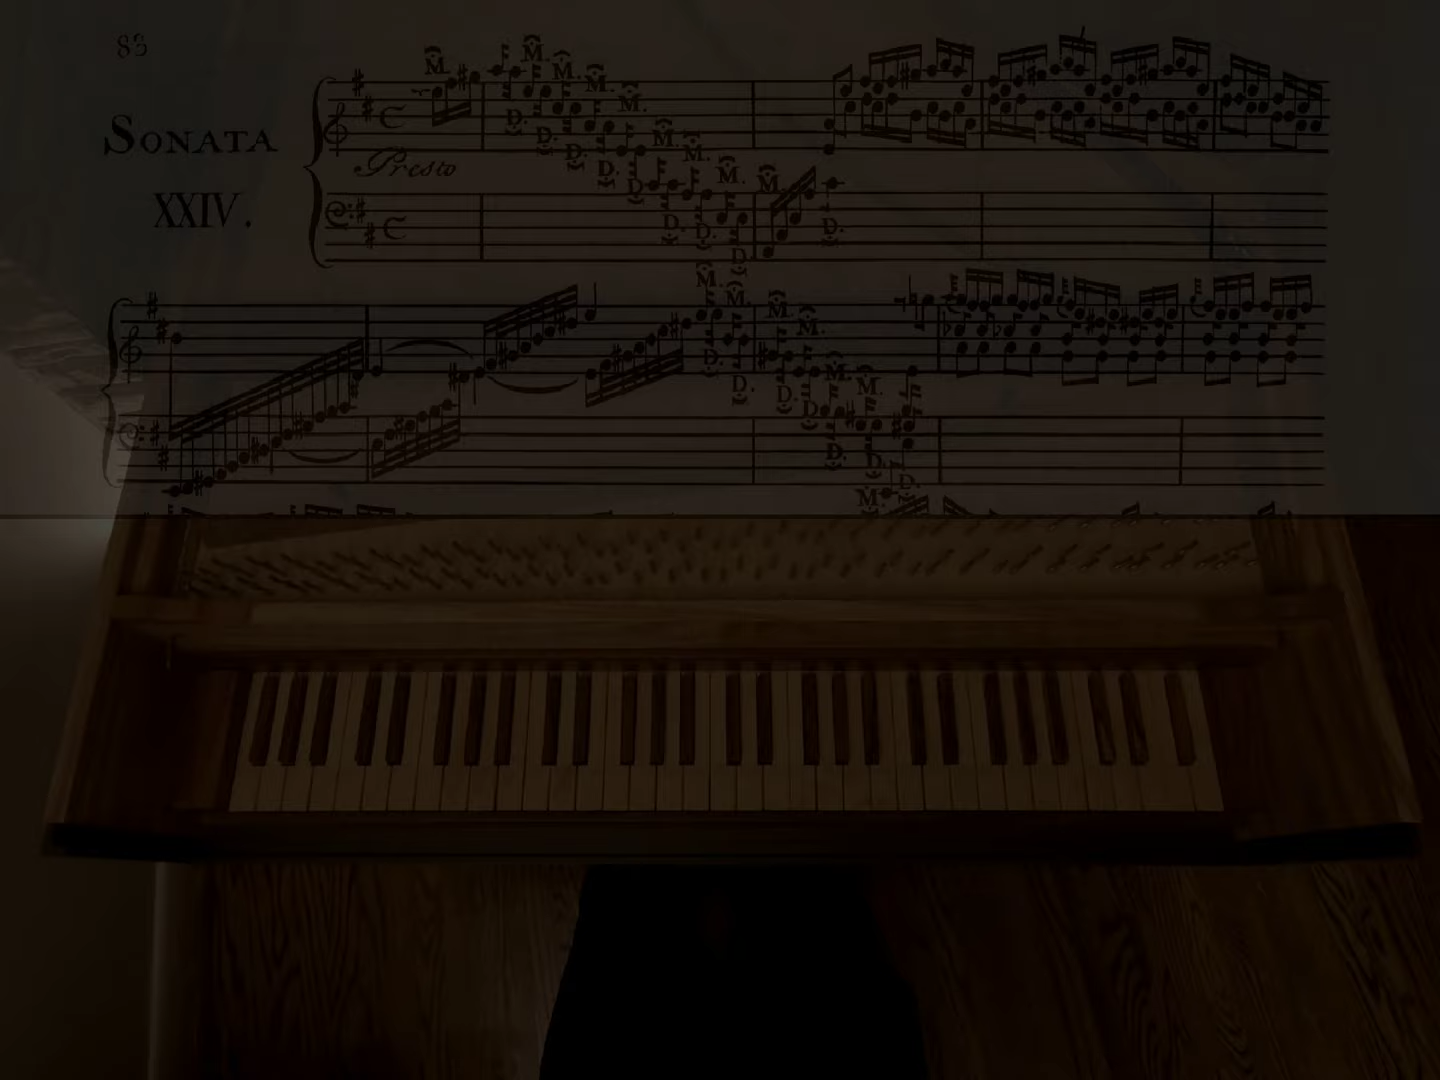 83
SONATA
XXIV.
Presto
M. M. M. M. M. M. M. M. M.
D. D. D. D. D. D. D. D. D.
M. M. M. M. M. M. M.
D. D. D. D. D. D. D.